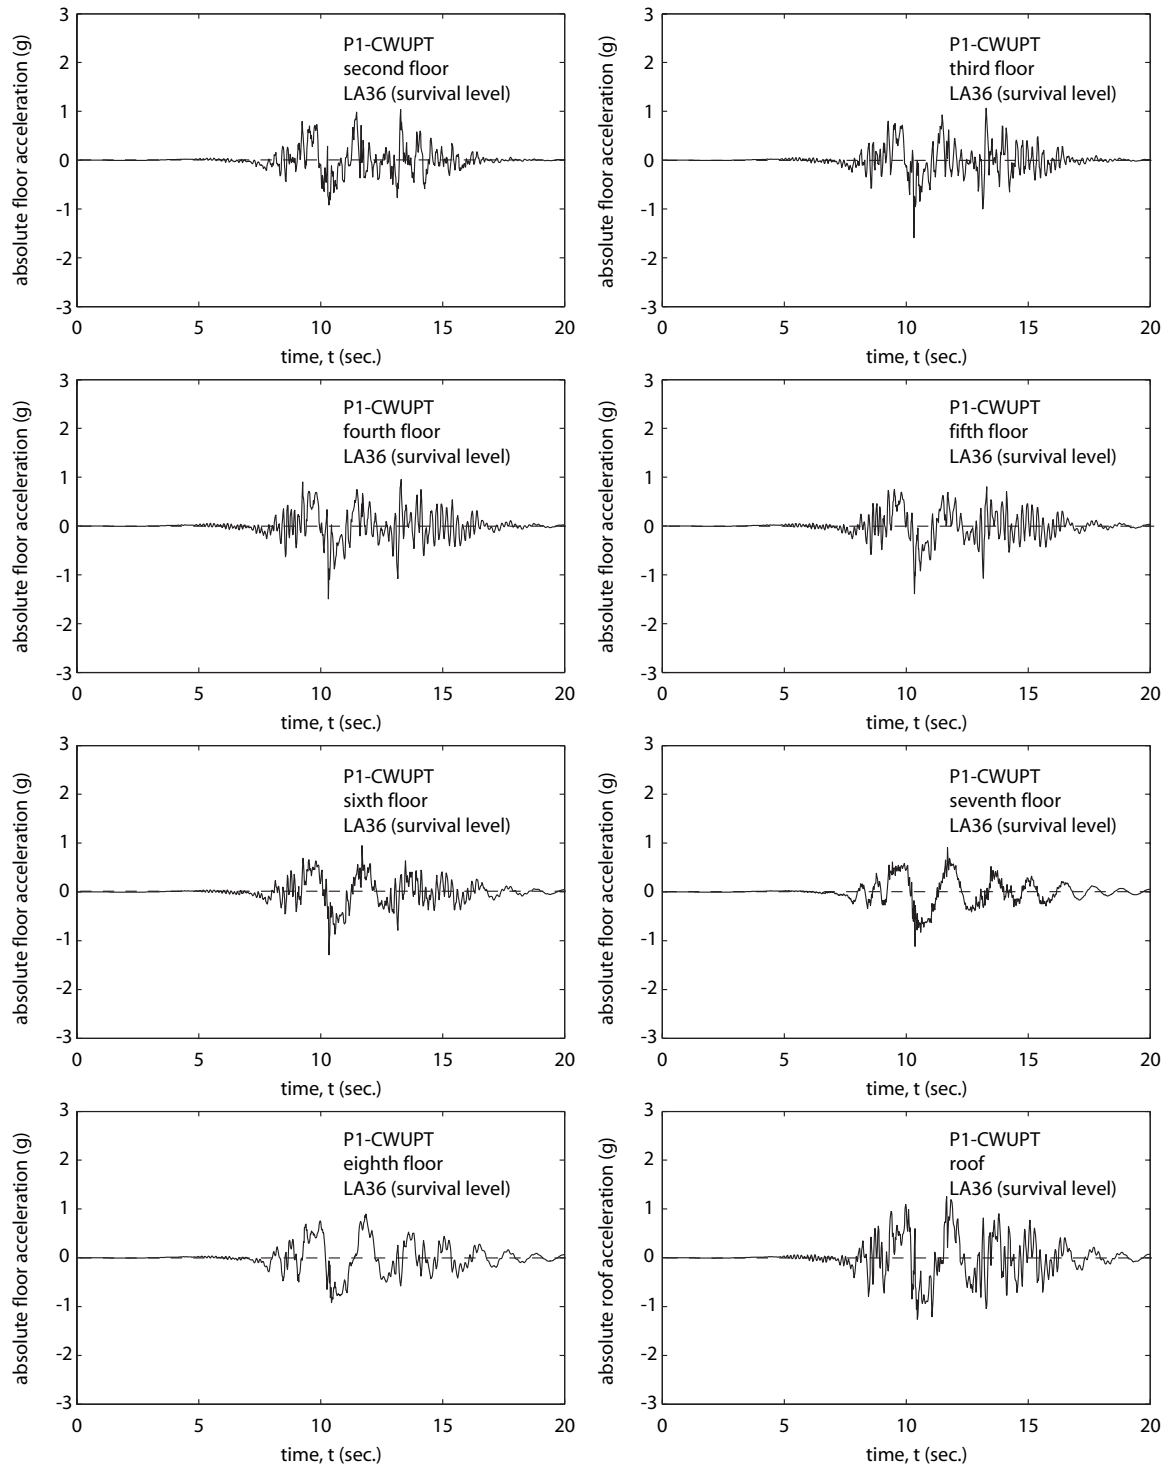 absolute floor acceleration (g)
3
2
1
0
-1
-2
-3
P1-CWUPT
second floor
LA36 (survival level)
0 5 10 15 20
time, t (sec.)
absolute floor acceleration (g)
3
2
1
0
-1
-2
-3
P1-CWUPT
third floor
LA36 (survival level)
0 5 10 15 20
time, t (sec.)
absolute floor acceleration (g)
3
2
1
0
-1
-2
-3
P1-CWUPT
fourth floor
LA36 (survival level)
0 5 10 15 20
time, t (sec.)
absolute floor acceleration (g)
3
2
1
0
-1
-2
-3
P1-CWUPT
fifth floor
LA36 (survival level)
0 5 10 15 20
time, t (sec.)
absolute floor acceleration (g)
3
2
1
0
-1
-2
-3
P1-CWUPT
sixth floor
LA36 (survival level)
0 5 10 15 20
time, t (sec.)
absolute floor acceleration (g)
3
2
1
0
-1
-2
-3
P1-CWUPT
seventh floor
LA36 (survival level)
0 5 10 15 20
time, t (sec.)
absolute floor acceleration (g)
3
2
1
0
-1
-2
-3
P1-CWUPT
eighth floor
LA36 (survival level)
0 5 10 15 20
time, t (sec.)
absolute roof acceleration (g)
3
2
1
0
-1
-2
-3
P1-CWUPT
roof
LA36 (survival level)
0 5 10 15 20
time, t (sec.)